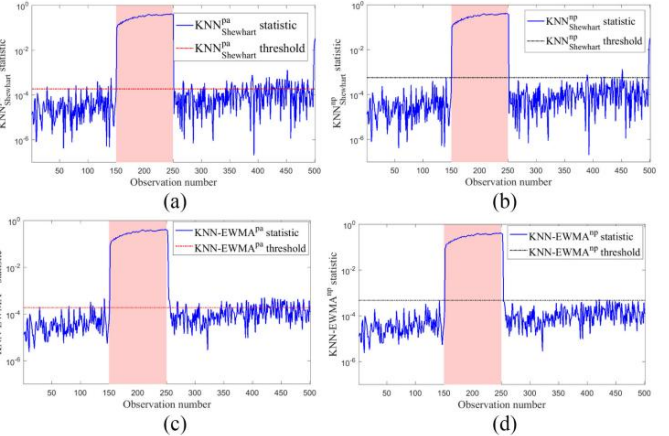 10^0
10^-2
10^-4
10^-6
KNN^pa_Shewhart statistic
KNN^pa_Shewhart threshold
50 100 150 200 250 300 350 400 450 500
Observation number
(a)
KNN^np_Shewhart statistic
10^0
10^-2
10^-4
10^-6
KNN^np_Shewhart statistic
KNN^np_Shewhart threshold
50 100 150 200 250 300 350 400 450 500
Observation number
(b)
10^0
10^-2
10^-4
10^-6
KNN-EWMA^pa statistic
KNN-EWMA^pa threshold
50 100 150 200 250 300 350 400 450 500
Observation number
(c)
KNN-EWMA^np statistic
10^0
10^-2
10^-4
10^-6
KNN-EWMA^np statistic
KNN-EWMA^np threshold
50 100 150 200 250 300 350 400 450 500
Observation number
(d)